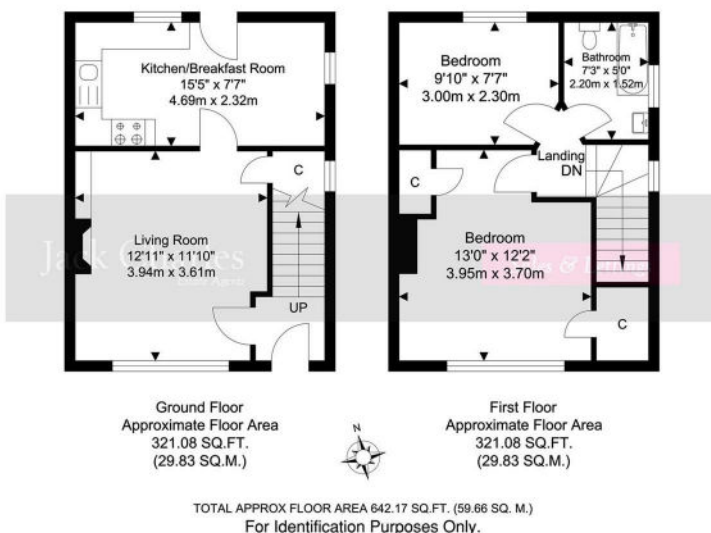 Kitchen/Breakfast Room
15'5" x 7'7"
4.69m x 2.32m
C
Living Room
12'11" x 11'10"
3.94m x 3.61m
UP
Bedroom
9'10" x 7'7"
3.00m x 2.30m
Bathroom
7'3" x 5'0"
2.20m x 1.52m
Landing
DN
C
Bedroom
13'0" x 12'2"
3.95m x 3.70m
C
Jack
Estate Agents
& Lettings
Ground Floor
Approximate Floor Area
321.08 SQ.FT.
(29.83 SQ.M.)
N
First Floor
Approximate Floor Area
321.08 SQ.FT.
(29.83 SQ.M.)
TOTAL APPROX FLOOR AREA 642.17 SQ.FT. (59.66 SQ. M.)
For Identification Purposes Only.